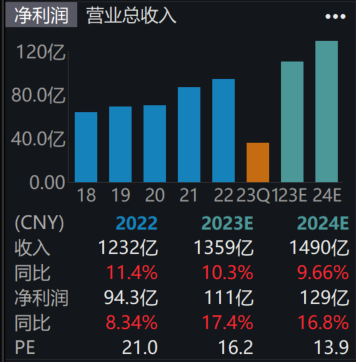 净利润 营业总收入 •••
120亿
80.0亿
40.0亿
0.00
18 19 20 21 22 23Q1 23E 24E
(CNY) 2022 2023E 2024E
收入 1232亿 1359亿 1490亿
同比 11.4% 10.3% 9.66%
净利润 94.3亿 111亿 129亿
同比 8.34% 17.4% 16.8%
PE 21.0 16.2 13.9